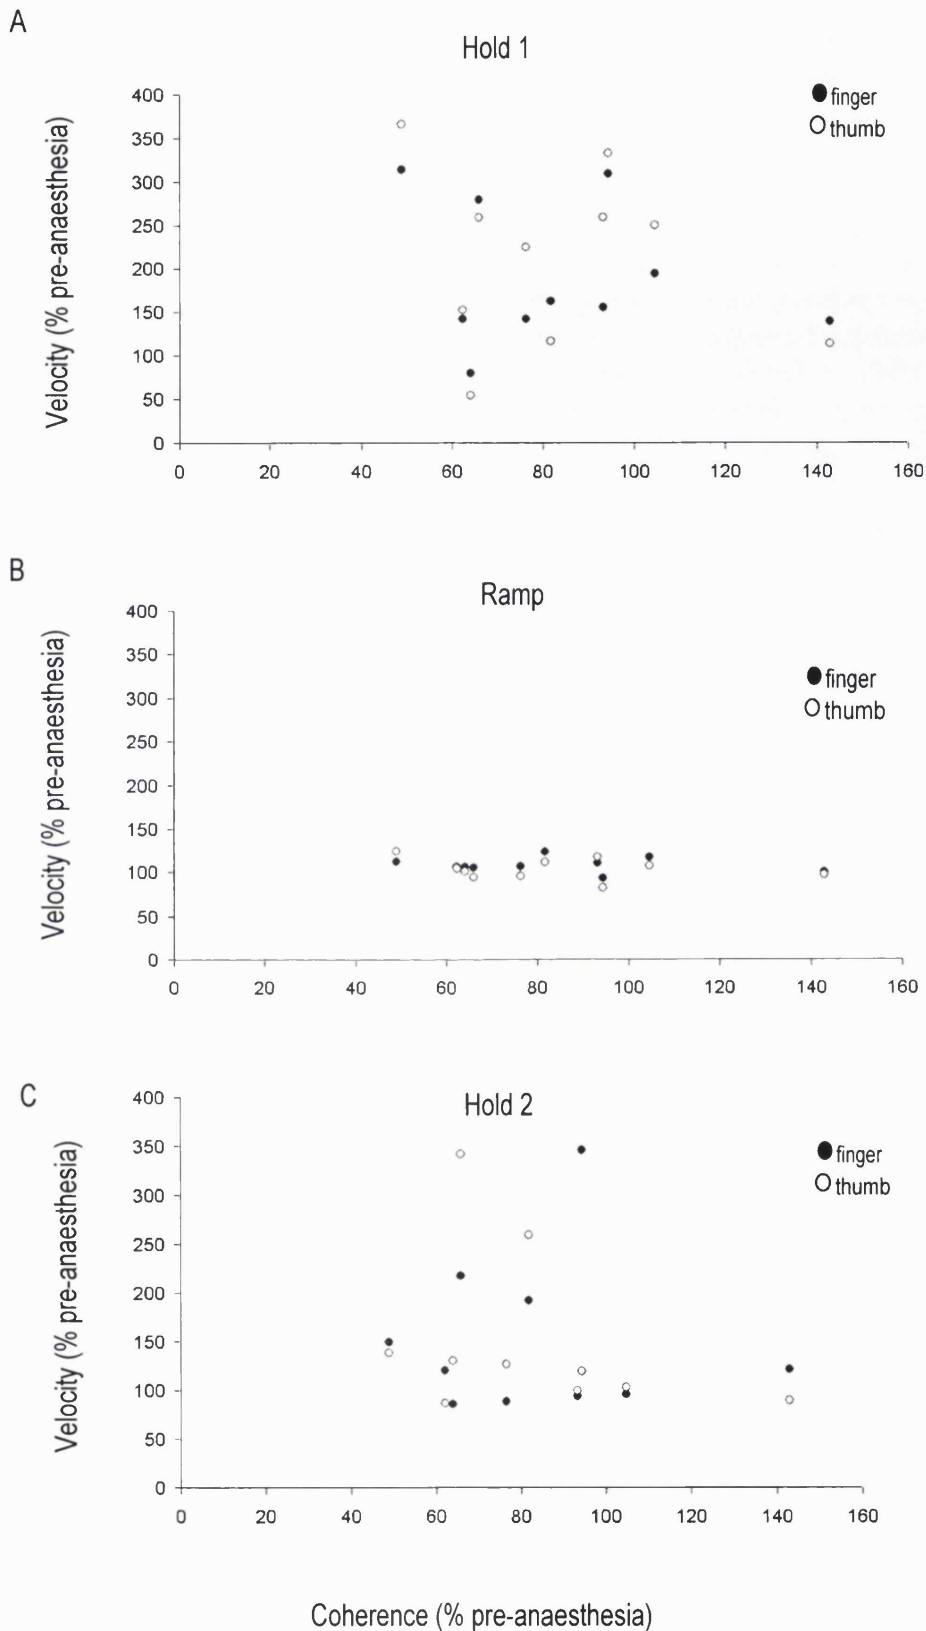 A
Hold 1
finger
thumb
Velocity (% pre-anaesthesia)
400
350
300
250
200
150
100
50
0
0 20 40 60 80 100 120 140 160
B
Ramp
finger
thumb
Velocity (% pre-anaesthesia)
400
350
300
250
200
150
100
50
0
0 20 40 60 80 100 120 140 160
C
Hold 2
finger
thumb
Velocity (% pre-anaesthesia)
400
350
300
250
200
150
100
50
0
0 20 40 60 80 100 120 140 160
Coherence (% pre-anaesthesia)